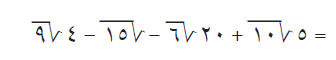 = ٥ √١٠ + ٢٠ √٦ − √١٥ − ٤ √٩